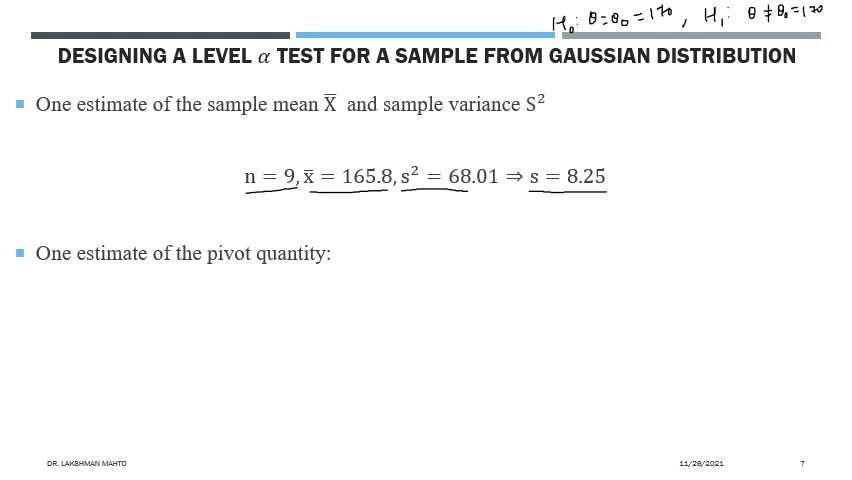 H₀: θ=θ₀=170, H₁: θ≠θ₀=170
DESIGNING A LEVEL α TEST FOR A SAMPLE FROM GAUSSIAN DISTRIBUTION
One estimate of the sample mean X̅ and sample variance S²
n = 9, x̅ = 165.8, s² = 68.01 ⇒ s = 8.25
One estimate of the pivot quantity:
DR. LAKSHMAN MAHTO 11/26/2021 7